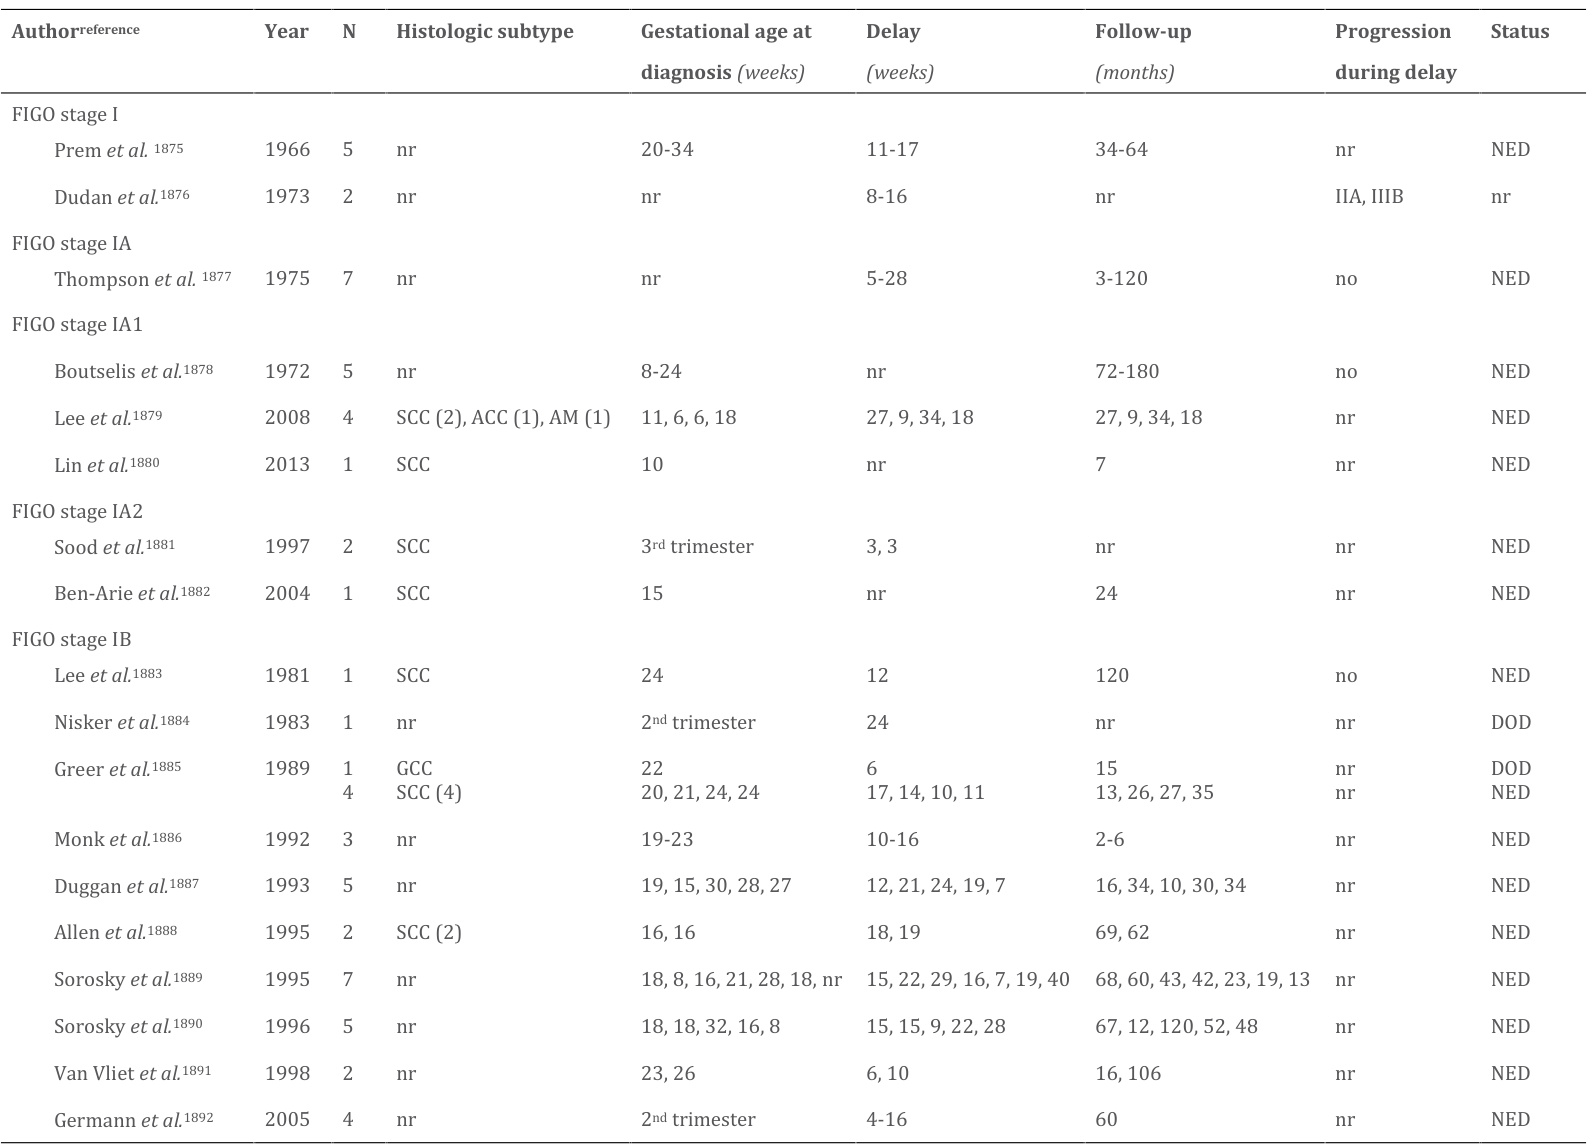 Authorreference Year N Histologic subtype Gestational age at Delay Follow-up Progression Status
diagnosis (weeks) (weeks) (months) during delay
FIGO stage I
Prem et al. 1875 1966 5 nr 20-34 11-17 34-64 nr NED
Dudan et al.1876 1973 2 nr nr 8-16 nr IIA, IIIB nr
FIGO stage IA
Thompson et al. 1877 1975 7 nr nr 5-28 3-120 no NED
FIGO stage IA1
Boutselis et al.1878 1972 5 nr 8-24 nr 72-180 no NED
Lee et al.1879 2008 4 SCC (2), ACC (1), AM (1) 11, 6, 6, 18 27, 9, 34, 18 27, 9, 34, 18 nr NED
Lin et al.1880 2013 1 SCC 10 nr 7 nr NED
FIGO stage IA2
Sood et al.1881 1997 2 SCC 3rd trimester 3, 3 nr nr NED
Ben-Arie et al.1882 2004 1 SCC 15 nr 24 nr NED
FIGO stage IB
Lee et al.1883 1981 1 SCC 24 12 120 no NED
Nisker et al.1884 1983 1 nr 2nd trimester 24 nr nr DOD
Greer et al.1885 1989 1 GCC 22 6 15 nr DOD
4 SCC (4) 20, 21, 24, 24 17, 14, 10, 11 13, 26, 27, 35 nr NED
Monk et al.1886 1992 3 nr 19-23 10-16 2-6 nr NED
Duggan et al.1887 1993 5 nr 19, 15, 30, 28, 27 12, 21, 24, 19, 7 16, 34, 10, 30, 34 nr NED
Allen et al.1888 1995 2 SCC (2) 16, 16 18, 19 69, 62 nr NED
Sorosky et al.1889 1995 7 nr 18, 8, 16, 21, 28, 18, nr 15, 22, 29, 16, 7, 19, 40 68, 60, 43, 42, 23, 19, 13 nr NED
Sorosky et al.1890 1996 5 nr 18, 18, 32, 16, 8 15, 15, 9, 22, 28 67, 12, 120, 52, 48 nr NED
Van Vliet et al.1891 1998 2 nr 23, 26 6, 10 16, 106 nr NED
Germann et al.1892 2005 4 nr 2nd trimester 4-16 60 nr NED